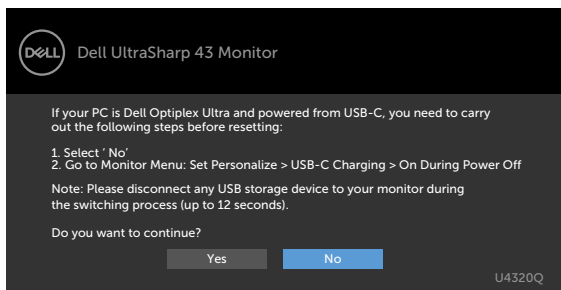 DELL
Dell UltraSharp 43 Monitor
If your PC is Dell Optiplex Ultra and powered from USB-C, you need to carry
out the following steps before resetting:
1. Select ‘ No’
2. Go to Monitor Menu: Set Personalize > USB-C Charging > On During Power Off
Note: Please disconnect any USB storage device to your monitor during
the switching process (up to 12 seconds).
Do you want to continue?
Yes No
U4320Q